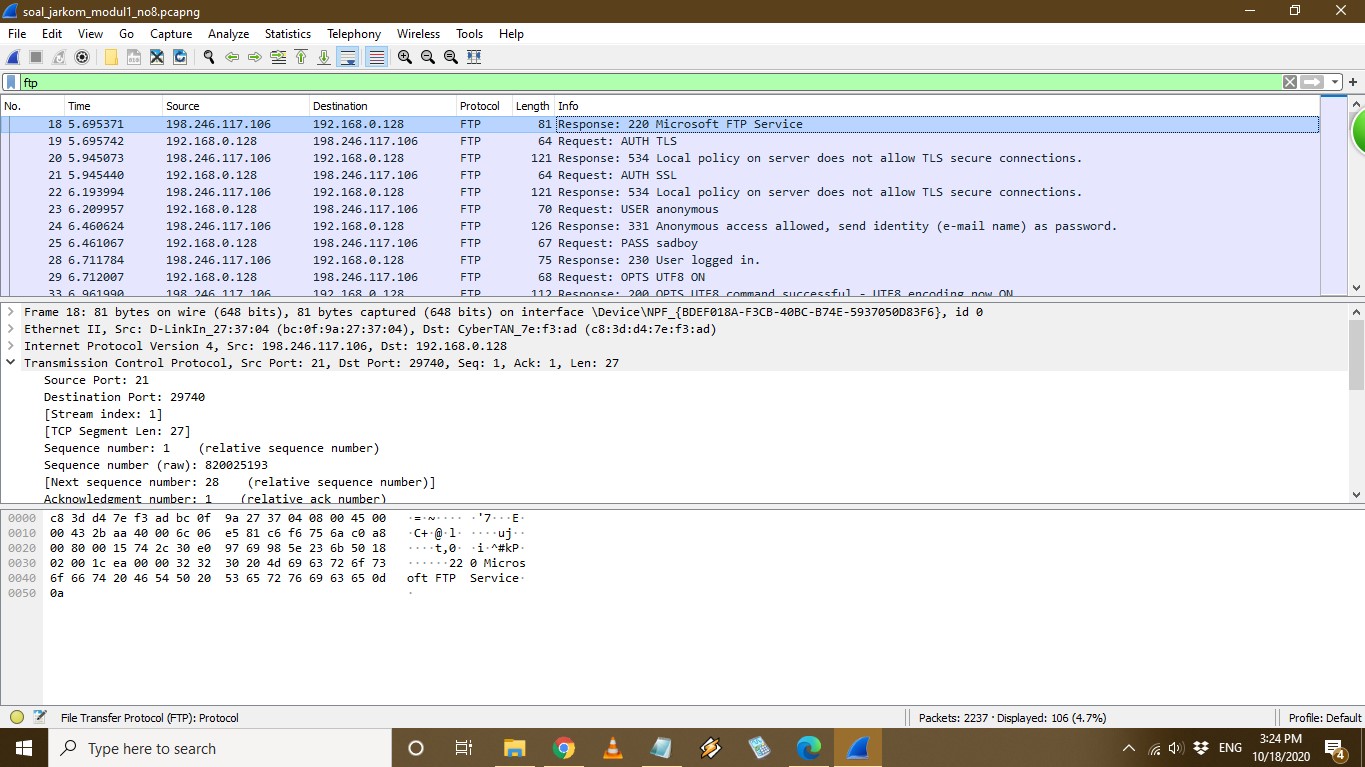 soal_jarkom_modul1_no8.pcapng
File Edit View Go Capture Analyze Statistics Telephony Wireless Tools Help
ftp
No. Time Source Destination Protocol Length Info
18 5.695371 198.246.117.106 192.168.0.128 FTP 81 Response: 220 Microsoft FTP Service
19 5.695742 192.168.0.128 198.246.117.106 FTP 64 Request: AUTH TLS
20 5.945073 198.246.117.106 192.168.0.128 FTP 121 Response: 534 Local policy on server does not allow TLS secure connections.
21 5.945440 192.168.0.128 198.246.117.106 FTP 64 Request: AUTH SSL
22 6.193994 198.246.117.106 192.168.0.128 FTP 121 Response: 534 Local policy on server does not allow TLS secure connections.
23 6.209957 192.168.0.128 198.246.117.106 FTP 70 Request: USER anonymous
24 6.460624 198.246.117.106 192.168.0.128 FTP 126 Response: 331 Anonymous access allowed, send identity (e-mail name) as password.
25 6.461067 192.168.0.128 198.246.117.106 FTP 67 Request: PASS sadboy
28 6.711784 198.246.117.106 192.168.0.128 FTP 75 Response: 230 User logged in.
29 6.712007 192.168.0.128 198.246.117.106 FTP 68 Request: OPTS UTF8 ON
33 6.961990 198.246.117.106 192.168.0.128 FTP 112 Response: 200 OPTS UTF8 command successful - UTF8 encoding now ON
Frame 18: 81 bytes on wire (648 bits), 81 bytes captured (648 bits) on interface \Device\NPF_{BDEF018A-F3CB-40BC-B74E-5937050D83F6}, id 0
Ethernet II, Src: D-LinkIn_27:37:04 (bc:0f:9a:27:37:04), Dst: CyberTAN_7e:f3:ad (c8:3d:d4:7e:f3:ad)
Internet Protocol Version 4, Src: 198.246.117.106, Dst: 192.168.0.128
Transmission Control Protocol, Src Port: 21, Dst Port: 29740, Seq: 1, Ack: 1, Len: 27
Source Port: 21
Destination Port: 29740
[Stream index: 1]
[TCP Segment Len: 27]
Sequence number: 1 (relative sequence number)
Sequence number (raw): 820025193
[Next sequence number: 28 (relative sequence number)]
Acknowledgment number: 1 (relative ack number)
0000 c8 3d d4 7e f3 ad bc 0f 9a 27 37 04 08 00 45 00 ·=·~···· ·'7···E·
0010 00 43 2b aa 40 00 6c 06 e5 81 c6 f6 75 6a c0 a8 ·C+·@·l· ····uj··
0020 00 80 00 15 74 2c 30 e0 97 69 98 5e 23 6b 50 18 ····t,0· ·i·^#kP·
0030 02 00 1c ea 00 00 32 32 30 20 4d 69 63 72 6f 73 ······22 0 Micros
0040 6f 66 74 20 46 54 50 20 53 65 72 76 69 63 65 0d oft FTP Service·
0050 0a ·
File Transfer Protocol (FTP): Protocol
Packets: 2237 · Displayed: 106 (4.7%)
Profile: Default
Type here to search
ENG
3:24 PM
10/18/2020
4